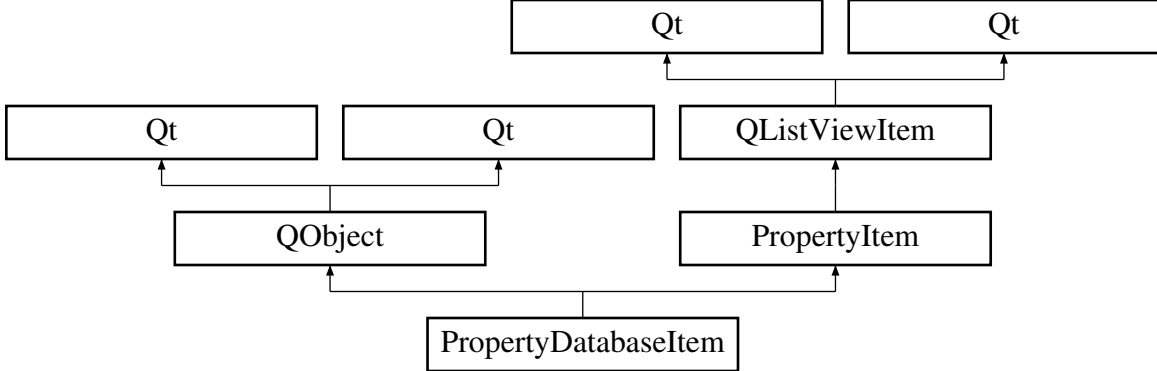 Qt
Qt
Qt
Qt
QListViewItem
QObject
PropertyItem
PropertyDatabaseItem